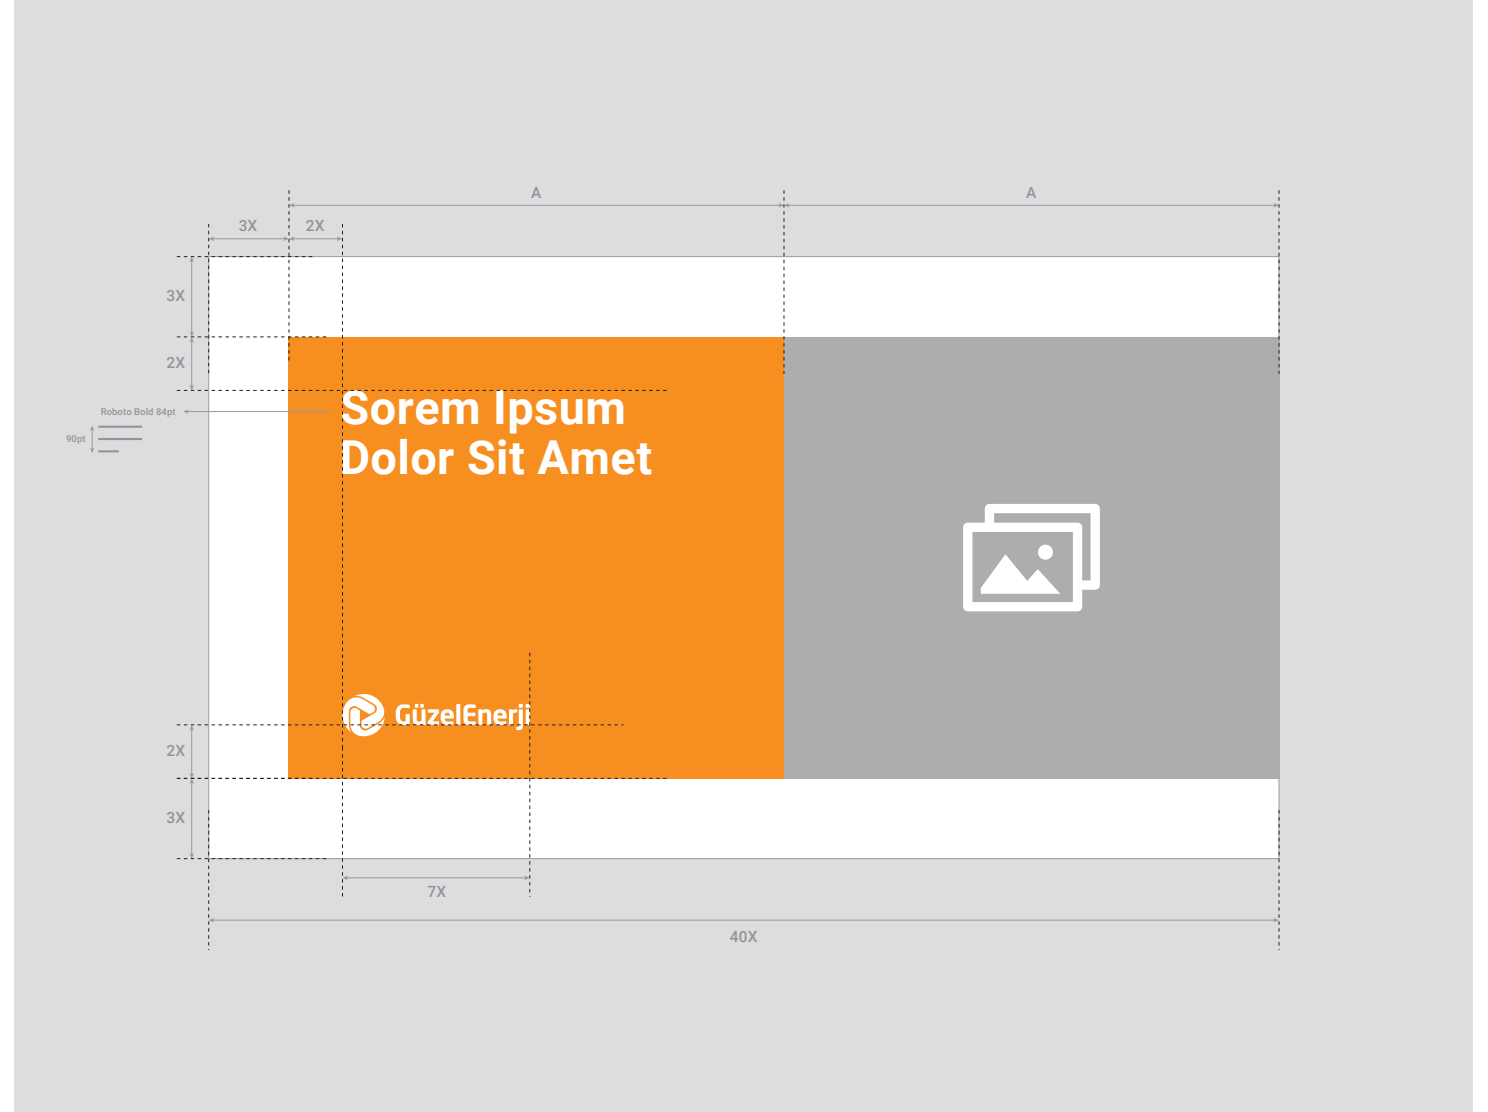 A
A
3X
2X
3X
2X
Roboto Bold 84pt
90pt
Sorem Ipsum
Dolor Sit Amet
GüzelEnerji
2X
3X
7X
40X